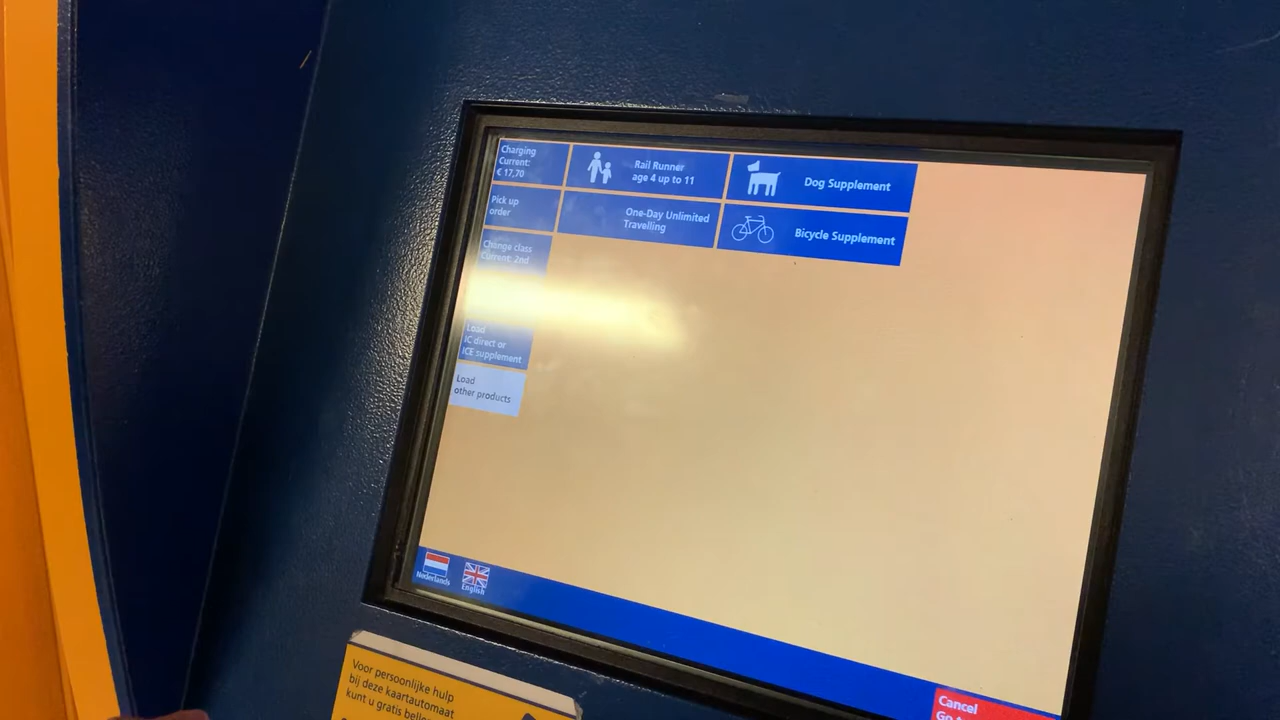 Charging
Current:
€ 17,70
Pick up
order
Change class
Current: 2nd
Load
IC direct or
ICE supplement
Load
other products
Rail Runner
age 4 up to 11
Dog Supplement
One-Day Unlimited
Travelling
Bicycle Supplement
Nederlands
English
Cancel
Voor persoonlijke hulp
bij deze kaartautomaat
kunt u gratis